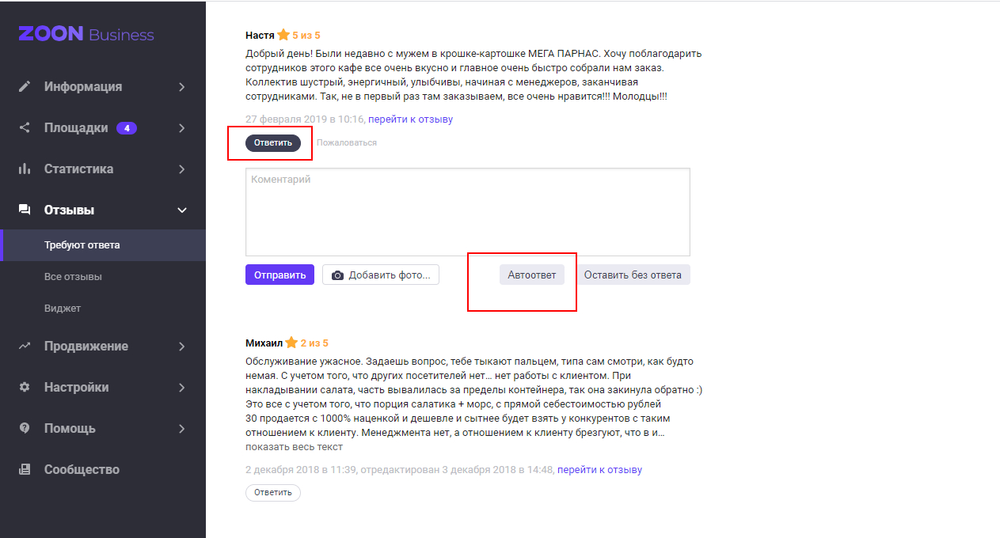 ZOON Business
Информация
Площадки 4
Статистика
Отзывы
Требуют ответа
Все отзывы
Виджет
Продвижение
Настройки
Помощь
Сообщество
Настя 5 из 5
Добрый день! Были недавно с мужем в крошке-картошке МЕГА ПАРНАС. Хочу поблагодарить
сотрудников этого кафе все очень вкусно и главное очень быстро собрали нам заказ.
Коллектив шустрый, энергичный, улыбчивы, начиная с менеджеров, заканчивая
сотрудниками. Так, не в первый раз там заказываем, все очень нравится!!! Молодцы!!!
27 февраля 2019 в 10:16, перейти к отзыву
Ответить Пожаловаться
Коментарий
Отправить Добавить фото... Автоответ Оставить без ответа
Михаил 2 из 5
Обслуживание ужасное. Задаешь вопрос, тебе тыкают пальцем, типа сам смотри, как будто
немая. С учетом того, что других посетителей нет... нет работы с клиентом. При
накладывании салата, часть вывалилась за пределы контейнера, так она закинула обратно :)
Это все с учетом того, что порция салатика + морс, с прямой себестоимостью рублей
30 продается с 1000% наценкой и дешевле и сытнее будет взять у конкурентов с таким
отношением к клиенту. Менеджмента нет, а отношением к клиенту брезгуют, что в и...
показать весь текст
2 декабря 2018 в 11:39, отредактирован 3 декабря 2018 в 14:48, перейти к отзыву
Ответить